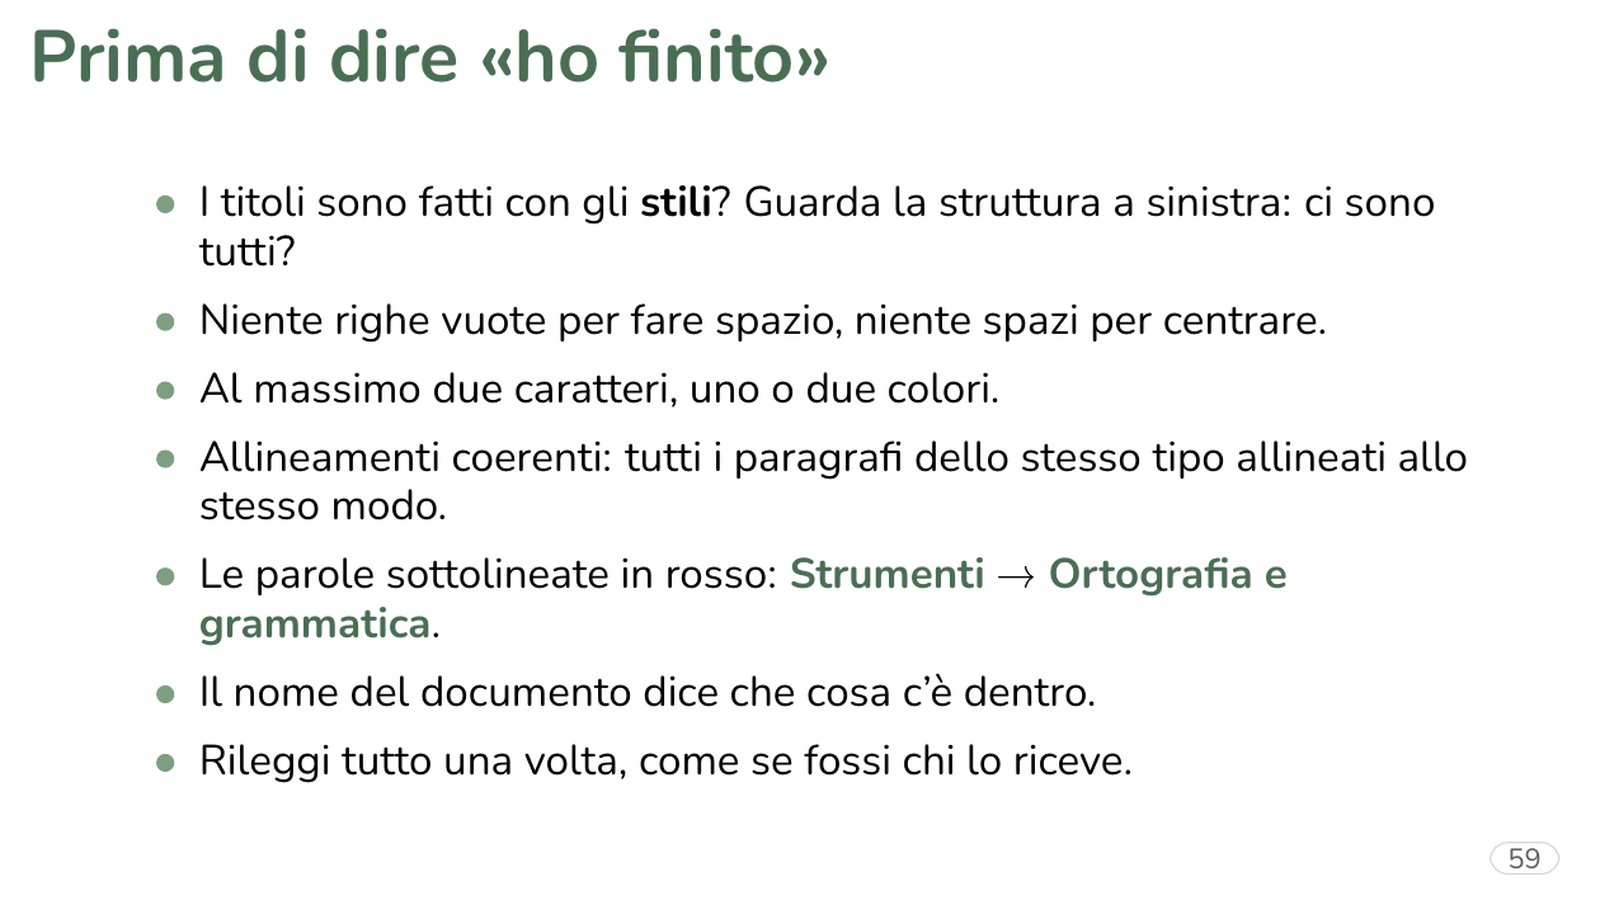 Prima di dire «ho finito»
• I titoli sono fatti con gli stili? Guarda la struttura a sinistra: ci sono
tutti?
• Niente righe vuote per fare spazio, niente spazi per centrare.
• Al massimo due caratteri, uno o due colori.
• Allineamenti coerenti: tutti i paragrafi dello stesso tipo allineati allo
stesso modo.
• Le parole sottolineate in rosso: Strumenti → Ortografia e
grammatica.
• Il nome del documento dice che cosa c’è dentro.
• Rileggi tutto una volta, come se fossi chi lo riceve.
59